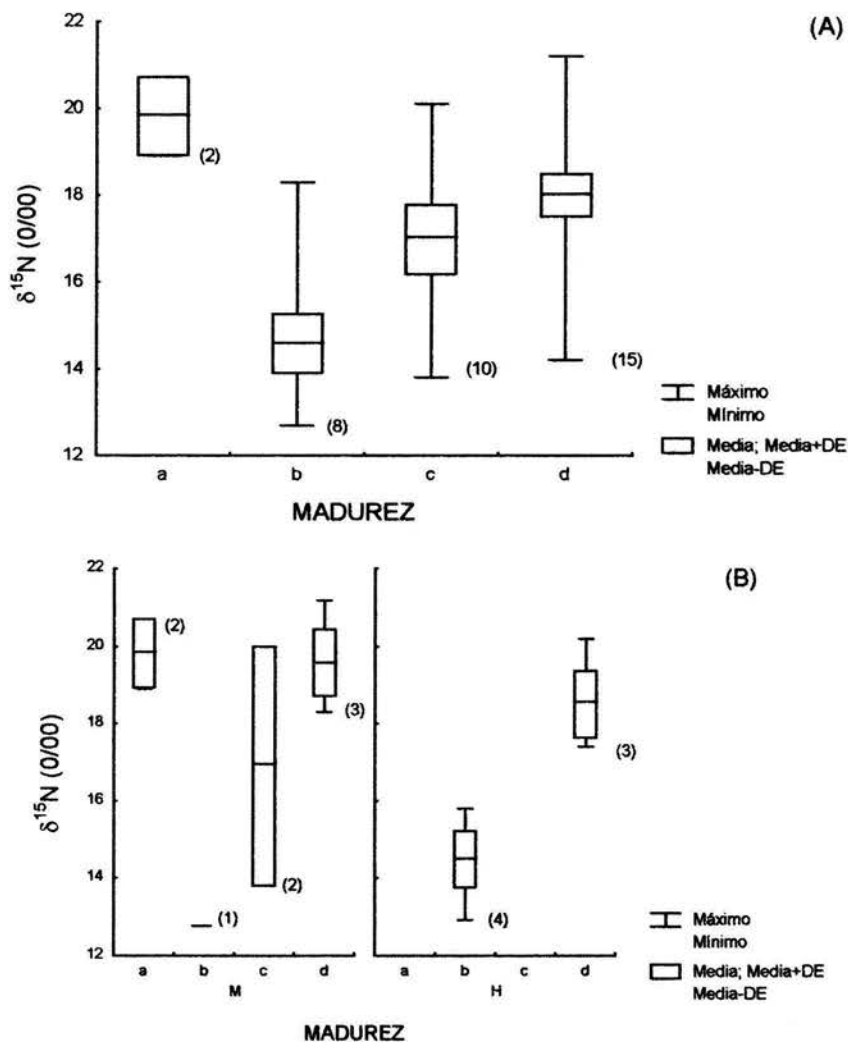 (A)
22
20
18
16
14
12
δ¹⁵N (0/00)
(2)
(8)
(10)
(15)
a b c d
MADUREZ
Máximo
Mínimo
Media; Media+DE
Media-DE
(B)
22
20
18
16
14
12
δ¹⁵N (0/00)
(2)
(1)
(2)
(3)
(4)
(3)
a b c d a b c d
M H
MADUREZ
Máximo
Mínimo
Media; Media+DE
Media-DE